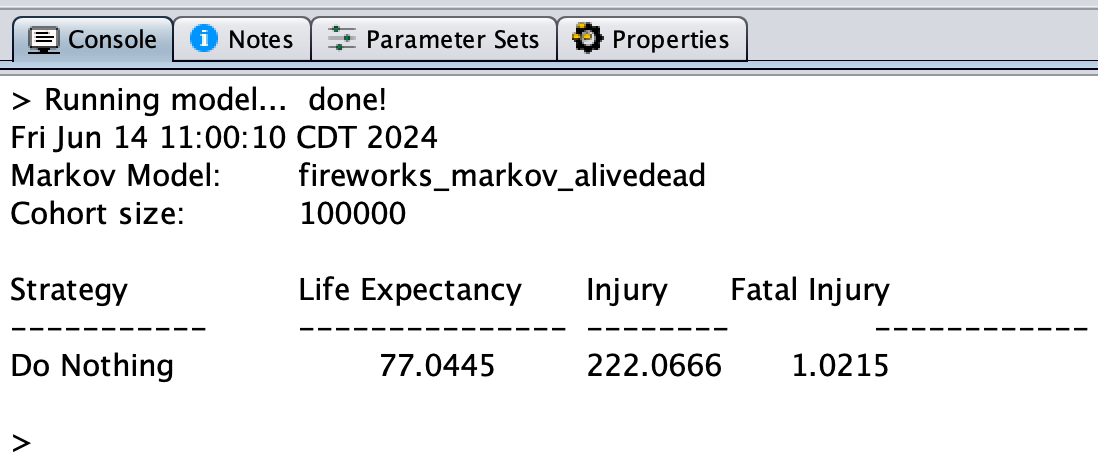 Console Notes Parameter Sets Properties
> Running model... done!
Fri Jun 14 11:00:10 CDT 2024
Markov Model: fireworks_markov_alivedead
Cohort size: 100000
Strategy Life Expectancy Injury Fatal Injury
----------- --------------- -------- ------------
Do Nothing 77.0445 222.0666 1.0215
>